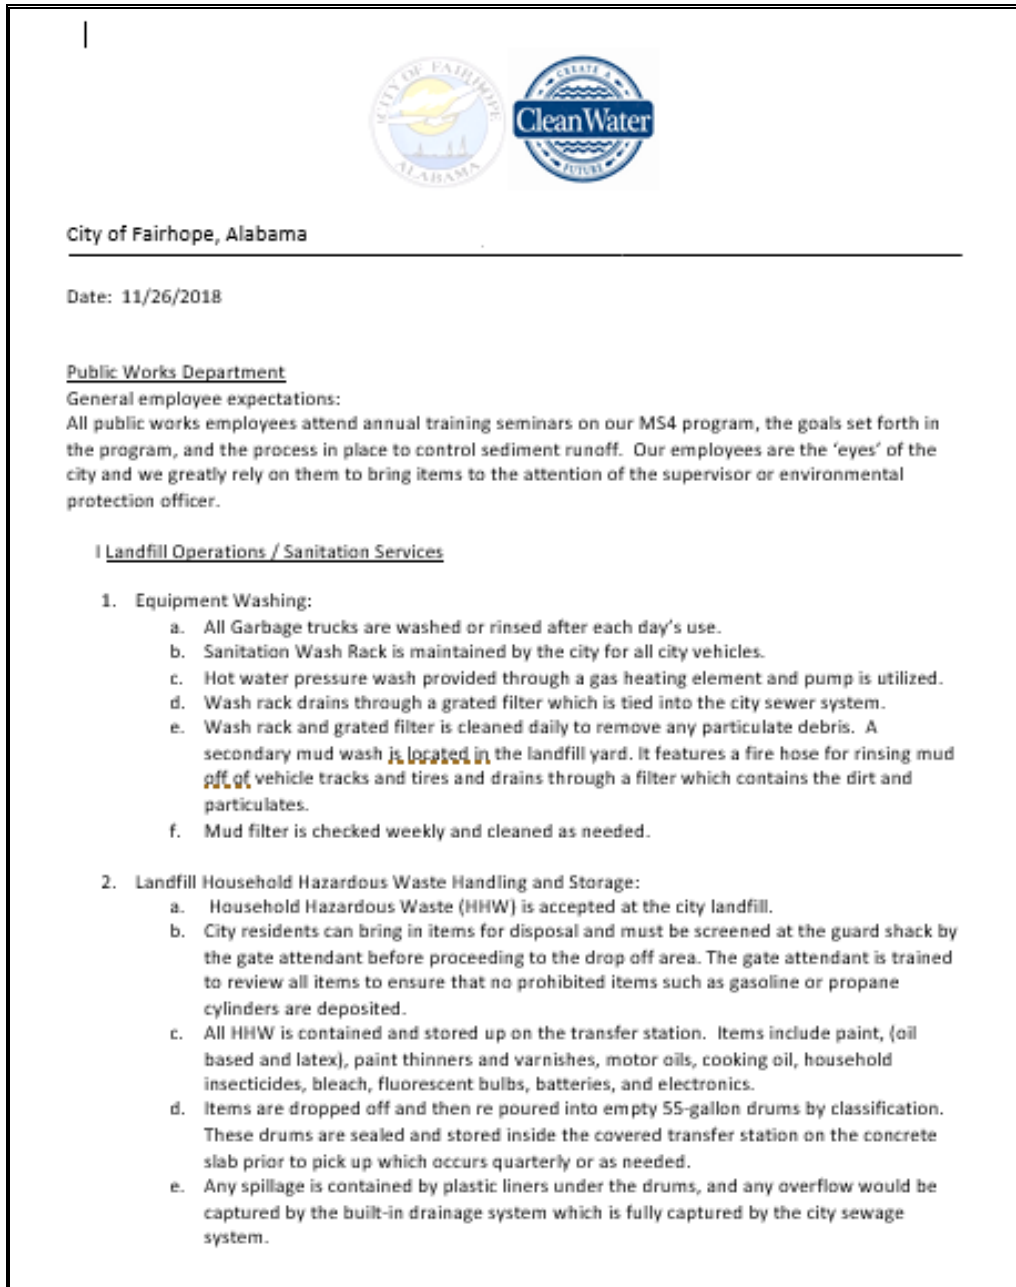 CITY OF FAIRHOPE
ALABAMA
CREATE A
Clean Water
FUTURE
City of Fairhope, Alabama
Date: 11/26/2018
Public Works Department
General employee expectations:
All public works employees attend annual training seminars on our MS4 program, the goals set forth in
the program, and the process in place to control sediment runoff. Our employees are the 'eyes' of the
city and we greatly rely on them to bring items to the attention of the supervisor or environmental
protection officer.
I Landfill Operations / Sanitation Services
1. Equipment Washing:
a. All Garbage trucks are washed or rinsed after each day's use.
b. Sanitation Wash Rack is maintained by the city for all city vehicles.
c. Hot water pressure wash provided through a gas heating element and pump is utilized.
d. Wash rack drains through a grated filter which is tied into the city sewer system.
e. Wash rack and grated filter is cleaned daily to remove any particulate debris. A
secondary mud wash is located in the landfill yard. It features a fire hose for rinsing mud
off of vehicle tracks and tires and drains through a filter which contains the dirt and
particulates.
f. Mud filter is checked weekly and cleaned as needed.
2. Landfill Household Hazardous Waste Handling and Storage:
a. Household Hazardous Waste (HHW) is accepted at the city landfill.
b. City residents can bring in items for disposal and must be screened at the guard shack by
the gate attendant before proceeding to the drop off area. The gate attendant is trained
to review all items to ensure that no prohibited items such as gasoline or propane
cylinders are deposited.
c. All HHW is contained and stored up on the transfer station. Items include paint, (oil
based and latex), paint thinners and varnishes, motor oils, cooking oil, household
insecticides, bleach, fluorescent bulbs, batteries, and electronics.
d. Items are dropped off and then re poured into empty 55-gallon drums by classification.
These drums are sealed and stored inside the covered transfer station on the concrete
slab prior to pick up which occurs quarterly or as needed.
e. Any spillage is contained by plastic liners under the drums, and any overflow would be
captured by the built-in drainage system which is fully captured by the city sewage
system.